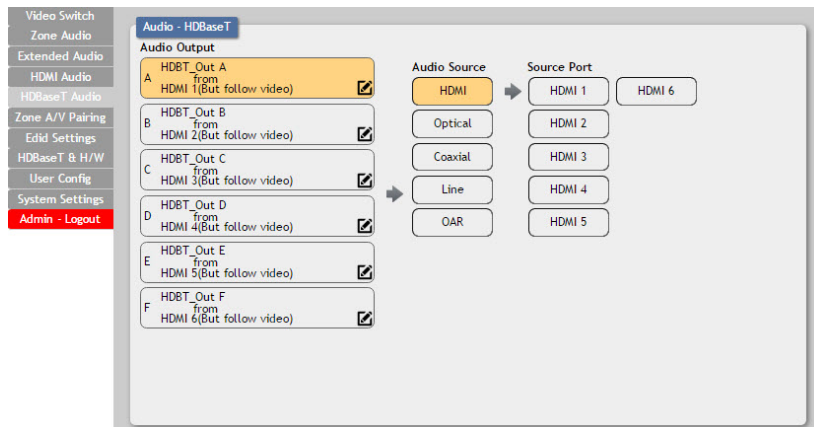 Video Switch
Zone Audio
Extended Audio
HDMI Audio
HDBaseT Audio
Zone A/V Pairing
Edid Settings
HDBaseT & H/W
User Config
System Settings
Admin - Logout
Audio - HDBaseT
Audio Output
A
HDBT_Out A
from
HDMI 1(But follow video)
B
HDBT_Out B
from
HDMI 2(But follow video)
C
HDBT_Out C
from
HDMI 3(But follow video)
D
HDBT_Out D
from
HDMI 4(But follow video)
E
HDBT_Out E
from
HDMI 5(But follow video)
F
HDBT_Out F
from
HDMI 6(But follow video)
Audio Source
HDMI
Optical
Coaxial
Line
OAR
Source Port
HDMI 1
HDMI 6
HDMI 2
HDMI 3
HDMI 4
HDMI 5